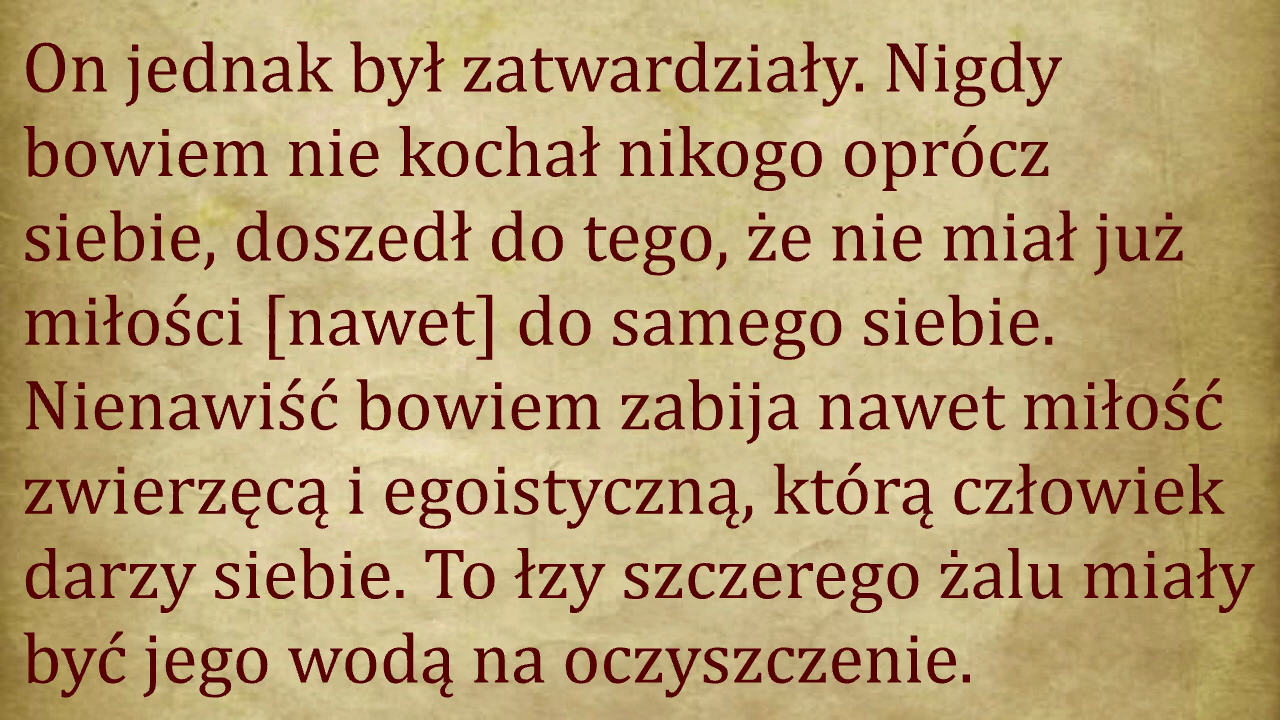 On jednak był zatwardziały. Nigdy
bowiem nie kochał nikogo oprócz
siebie, doszedł do tego, że nie miał już
miłości [nawet] do samego siebie.
Nienawiść bowiem zabija nawet miłość
zwierzęcą i egoistyczną, którą człowiek
darzy siebie. To łzy szczerego żalu miały
być jego wodą na oczyszczenie.